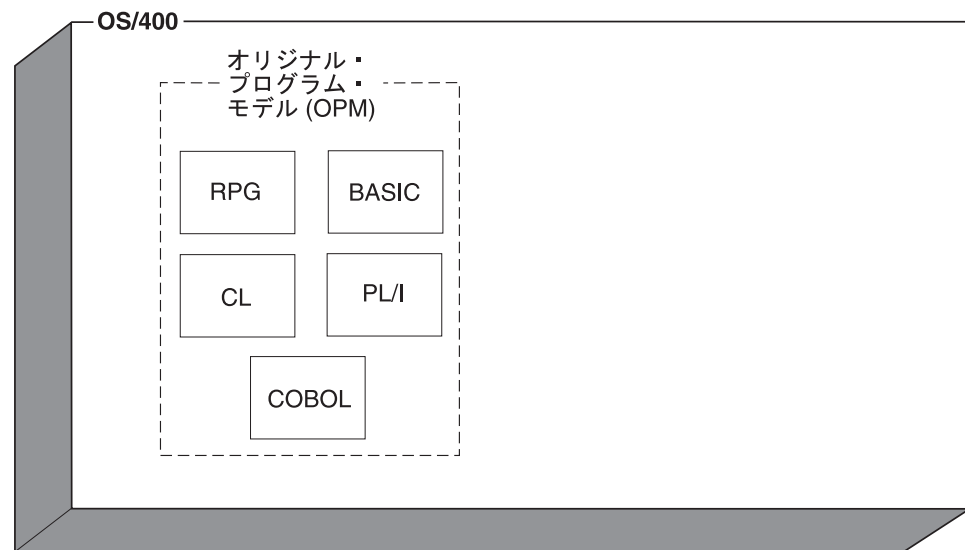 OS/400
オリジナル・
プログラム・
モデル (OPM)
RPG
BASIC
CL
PL/I
COBOL